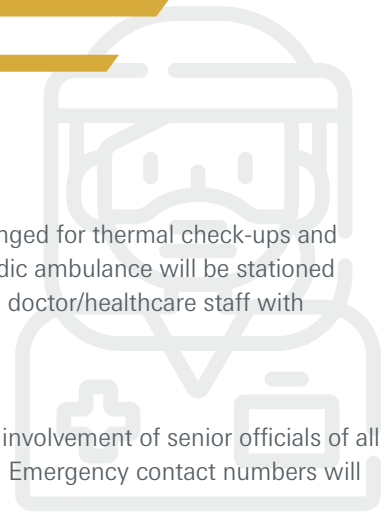 nged for thermal check-ups and
dic ambulance will be stationed
doctor/healthcare staff with
involvement of senior officials of all
Emergency contact numbers will